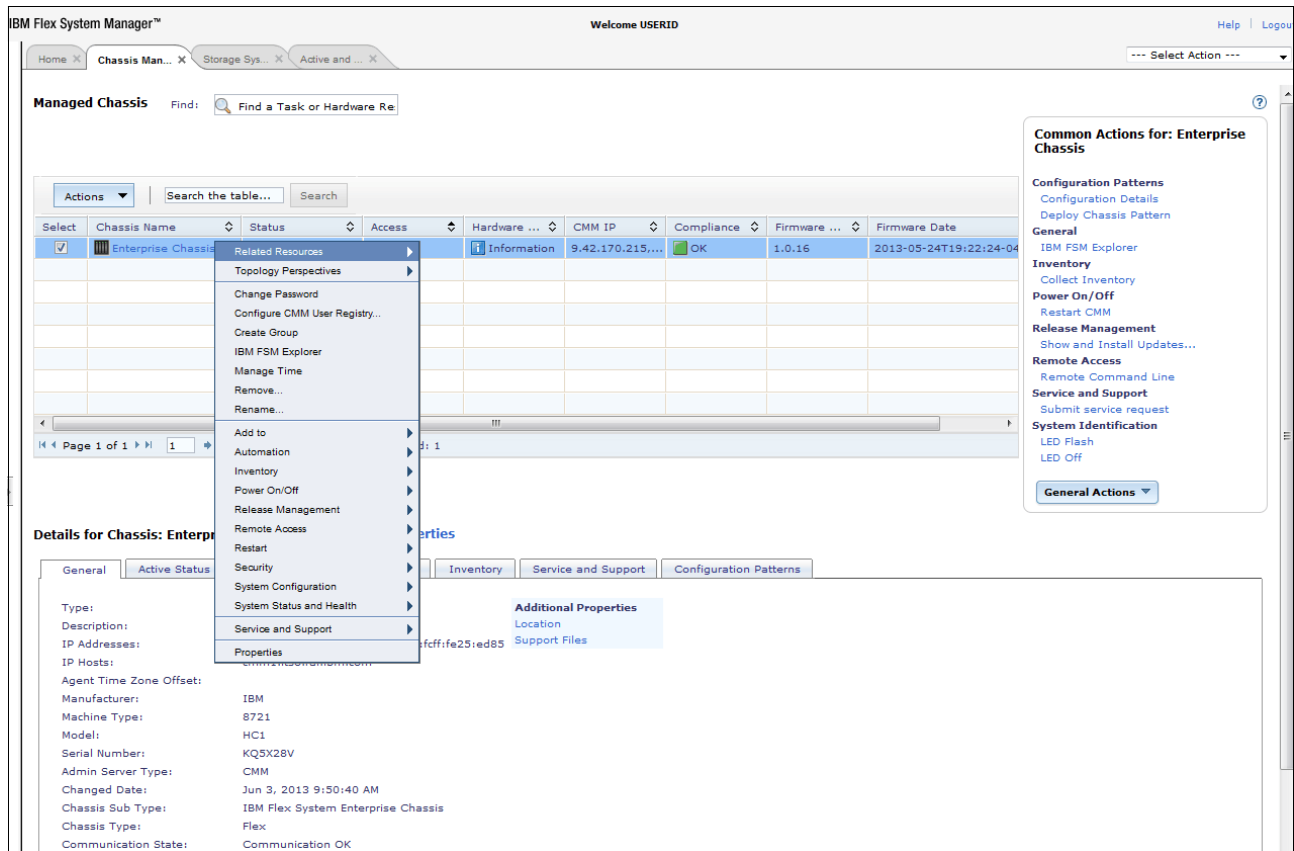 IBM Flex System Manager™
Welcome USERID
Help
Logou
Home X
Chassis Man... X
Storage Sys... X
Active and ... X
--- Select Action ---
Managed Chassis
Find:
Find a Task or Hardware Re
?
Actions
Search the table...
Search
Select
Chassis Name
Status
Access
Hardware ...
CMM IP
Compliance
Firmware ...
Firmware Date
Enterprise Chassis
Information
9.42.170.215,...
OK
1.0.16
2013-05-24T19:22:24-04
Related Resources
Topology Perspectives
Change Password
Configure CMM User Registry...
Create Group
IBM FSM Explorer
Manage Time
Remove...
Rename...
Add to
Automation
Inventory
Power On/Off
Release Management
Remote Access
Restart
Security
System Configuration
System Status and Health
Service and Support
Properties
Page 1 of 1
1
d: 1
Common Actions for: Enterprise
Chassis
Configuration Patterns
Configuration Details
Deploy Chassis Pattern
General
IBM FSM Explorer
Inventory
Collect Inventory
Power On/Off
Restart CMM
Release Management
Show and Install Updates...
Remote Access
Remote Command Line
Service and Support
Submit service request
System Identification
LED Flash
LED Off
General Actions
Details for Chassis: Enterpr
erties
General
Active Status
Inventory
Service and Support
Configuration Patterns
Type:
Description:
IP Addresses:
:fcff:fe25:ed85
IP Hosts:
Agent Time Zone Offset:
Manufacturer: IBM
Machine Type: 8721
Model: HC1
Serial Number: KQ5X28V
Admin Server Type: CMM
Changed Date: Jun 3, 2013 9:50:40 AM
Chassis Sub Type: IBM Flex System Enterprise Chassis
Chassis Type: Flex
Communication State: Communication OK
Additional Properties
Location
Support Files